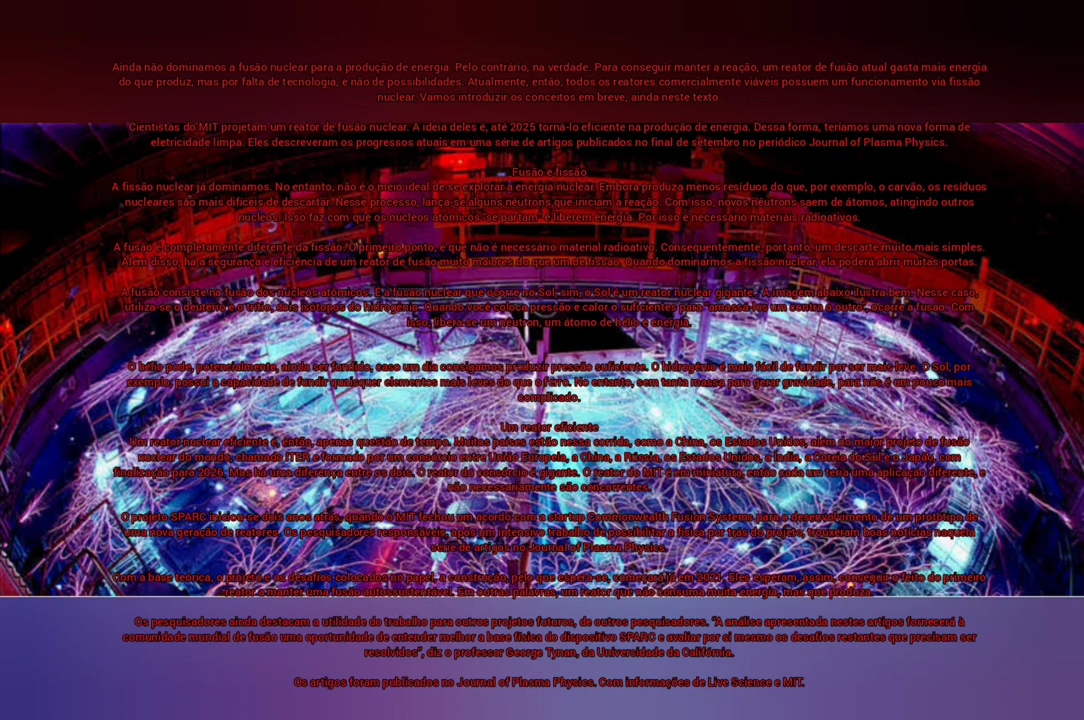 Ainda não dominamos a fusão nuclear para a produção de energia. Pelo contrário, na verdade. Para conseguir manter a reação, um reator de fusão atual gasta mais energia
do que produz, mas por falta de tecnologia, e não de possibilidades. Atualmente, então, todos os reatores comercialmente viáveis possuem um funcionamento via fissão
nuclear. Vamos introduzir os conceitos em breve, ainda neste texto.
Cientistas do MIT projetam um reator de fusão nuclear. A ideia deles é, até 2025 torná-lo eficiente na produção de energia. Dessa forma, teríamos uma nova forma de
eletricidade limpa. Eles descreveram os progressos atuais em uma série de artigos publicados no final de setembro no periódico Journal of Plasma Physics.
Fusão e fissão
A fissão nuclear já dominamos. No entanto, não é o meio ideal de se explorar a energia nuclear. Embora produza menos resíduos do que, por exemplo, o carvão, os resíduos
nucleares são mais difíceis de descartar. Nesse processo, lança-se alguns nêutrons que iniciam a reação. Com isso, novos nêutrons saem de átomos, atingindo outros
núcleos. Isso faz com que os núcleos atômicos "se partam" e liberem energia. Por isso é necessário materiais radioativos.
A fusão é completamente diferente da fissão. O primeiro ponto, é que não é necessário material radioativo. Consequentemente, portanto, um descarte muito mais simples.
Além disso, há a segurança e eficiência de um reator de fusão muito maiores do que um de fissão. Quando dominarmos a fissão nuclear, ela poderá abrir muitas portas.
A fusão consiste na fusão dos núcleos atômicos. É a fusão nuclear que ocorre no Sol, sim, o Sol é um reator nuclear gigante. A imagem abaixo ilustra bem. Nesse caso,
utiliza-se o deutério e o trítio, dois isótopos do hidrogênio. Quando você coloca pressão e calor o suficientes para "amassá-los um contra o outro", ocorre a fusão. Com
isso, libera-se um nêutron, um átomo de hélio e energia.
O hélio pode, potencialmente, ainda ser fundido, caso um dia consigamos produzir pressão suficiente. O hidrogênio é mais fácil de fundir por ser mais leve. O Sol, por
exemplo, possui a capacidade de fundir quaisquer elementos mais leves do que o ferro. No entanto, sem tanta massa para gerar gravidade, para nós é um pouco mais
complicado.
Um reator eficiente
Um reator nuclear eficiente é, então, apenas questão de tempo. Muitos países estão nessa corrida, como a China, os Estados Unidos, além do maior projeto de fusão
nuclear do mundo, chamado ITER e formado por um consórcio entre União Europeia, a China, a Rússia, os Estados Unidos, a Índia, a Coreia do Sul e o Japão, com
finalização para 2026. Mas há uma diferença entre os dois. O reator do consórcio é gigante. O reator do MIT é em miniatura, então cada um terá uma aplicação diferente, e
não necessariamente são concorrentes.
O projeto SPARC iniciou-se dois anos atrás, quando o MIT fechou um acordo com a startup Commonwealth Fusion Systems para o desenvolvimento de um protótipo de
uma nova geração de reatores. Os pesquisadores responsáveis, após um intensivo trabalho de possibilitar a física por trás do projeto, trouxeram boas notícias naquela
série de artigos no Journal of Plasma Physics.
Com a base teórica, o projeto e os desafios colocados no papel, a construção, pelo que espera-se, começará já em 2021. Eles esperam, assim, conseguir o feito do primeiro
reator a manter uma fusão autossustentável. Em outras palavras, um reator que não consuma muita energia, mas que produza.
Os pesquisadores ainda destacam a utilidade do trabalho para outros projetos futuros, de outros pesquisadores. "A análise apresentada nestes artigos fornecerá à
comunidade mundial de fusão uma oportunidade de entender melhor a base física do dispositivo SPARC e avaliar por si mesmo os desafios restantes que precisam ser
resolvidos", diz o professor George Tynan, da Universidade da Califórnia.
Os artigos foram publicados no Journal of Plasma Physics. Com informações de Live Science e MIT.